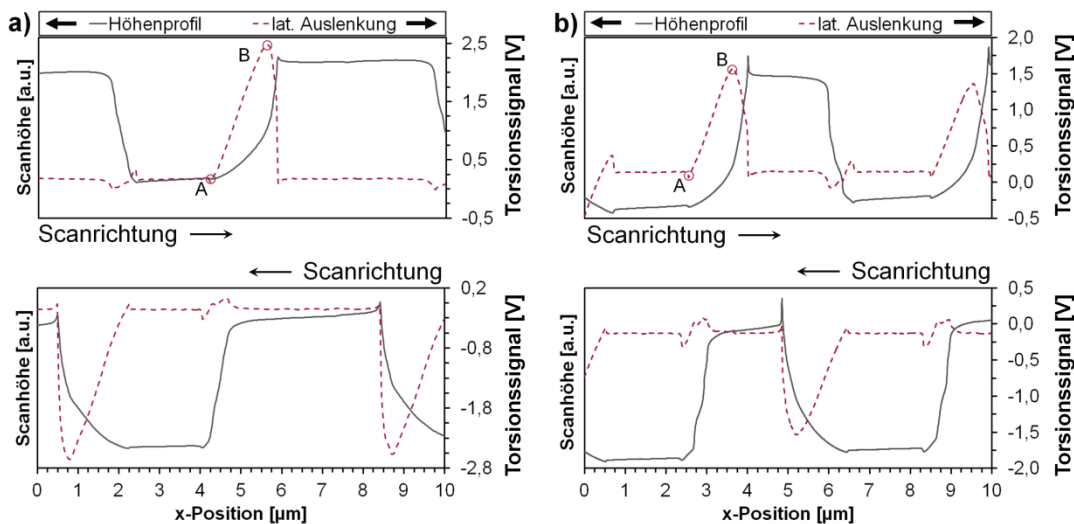 a)
Höhenprofil lat. Auslenkung
Scanhöhe [a.u.]
B
A
2,5
1,5
0,5
-0,5
Torsionssignal [V]
Scanrichtung
b)
Höhenprofil lat. Auslenkung
Scanhöhe [a.u.]
B
A
2,0
1,5
1,0
0,5
0,0
-0,5
Torsionssignal [V]
Scanrichtung
Scanrichtung
Scanhöhe [a.u.]
0,2
-0,8
-1,8
-2,8
Torsionssignal [V]
0 1 2 3 4 5 6 7 8 9 10
x-Position [µm]
Scanrichtung
Scanhöhe [a.u.]
0,5
0,0
-0,5
-1,0
-1,5
-2,0
Torsionssignal [V]
0 1 2 3 4 5 6 7 8 9 10
x-Position [µm]